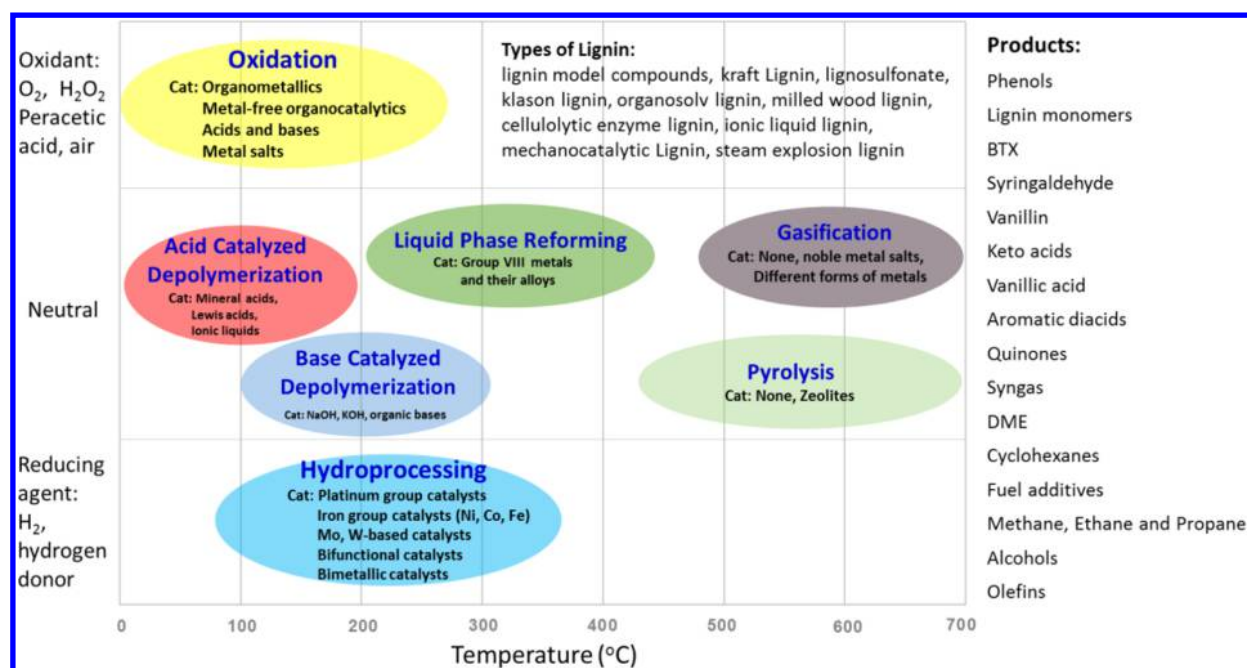 Oxidant:
O₂, H₂O₂
Peracetic
acid, air
Oxidation
Cat: Organometallics
Metal-free organocatalytics
Acids and bases
Metal salts
Types of Lignin:
lignin model compounds, kraft Lignin, lignosulfonate,
klason lignin, organosolv lignin, milled wood lignin,
cellulolytic enzyme lignin, ionic liquid lignin,
mechanocatalytic Lignin, steam explosion lignin
Neutral
Acid Catalyzed
Depolymerization
Cat: Mineral acids,
Lewis acids,
Ionic liquids
Liquid Phase Reforming
Cat: Group VIII metals
and their alloys
Gasification
Cat: None, noble metal salts,
Different forms of metals
Base Catalyzed
Depolymerization
Cat: NaOH, KOH, organic bases
Pyrolysis
Cat: None, Zeolites
Reducing
agent:
H₂,
hydrogen
donor
Hydroprocessing
Cat: Platinum group catalysts
Iron group catalysts (Ni, Co, Fe)
Mo, W-based catalysts
Bifunctional catalysts
Bimetallic catalysts
0 100 200 300 400 500 600 700
Temperature (°C)
Products:
Phenols
Lignin monomers
BTX
Syringaldehyde
Vanillin
Keto acids
Vanillic acid
Aromatic diacids
Quinones
Syngas
DME
Cyclohexanes
Fuel additives
Methane, Ethane and Propane
Alcohols
Olefins